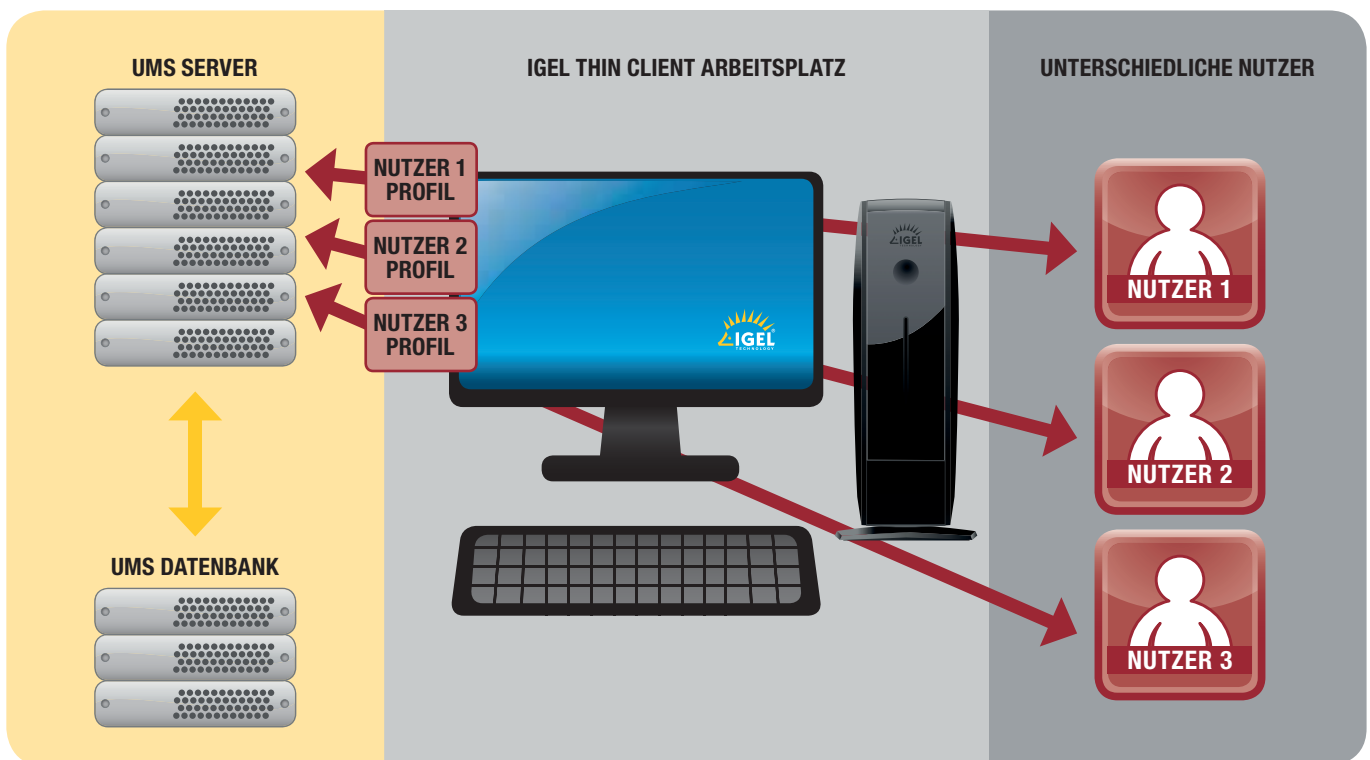 UMS SERVER
IGEL THIN CLIENT ARBEITSPLATZ
UNTERSCHIEDLICHE NUTZER
NUTZER 1
PROFIL
NUTZER 2
PROFIL
NUTZER 3
PROFIL
IGEL
TECHNOLOGY
IGEL
NUTZER 1
NUTZER 2
NUTZER 3
UMS DATENBANK